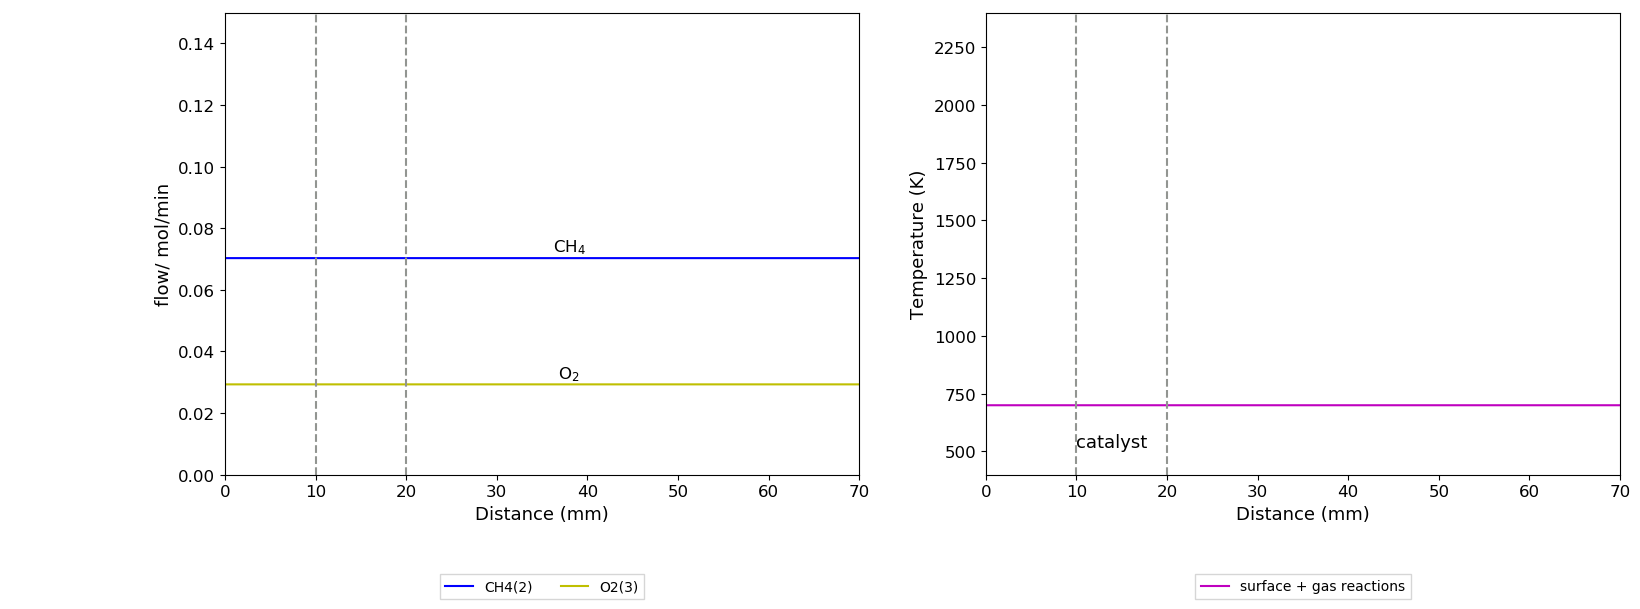 0.14
0.12
0.10
0.08
0.06
0.04
0.02
0.00
flow/ mol/min
CH₄
O₂
0 10 20 30 40 50 60 70
Distance (mm)
CH4(2) O2(3)
2250
2000
1750
1500
1250
1000
750
500
Temperature (K)
catalyst
0 10 20 30 40 50 60 70
Distance (mm)
surface + gas reactions